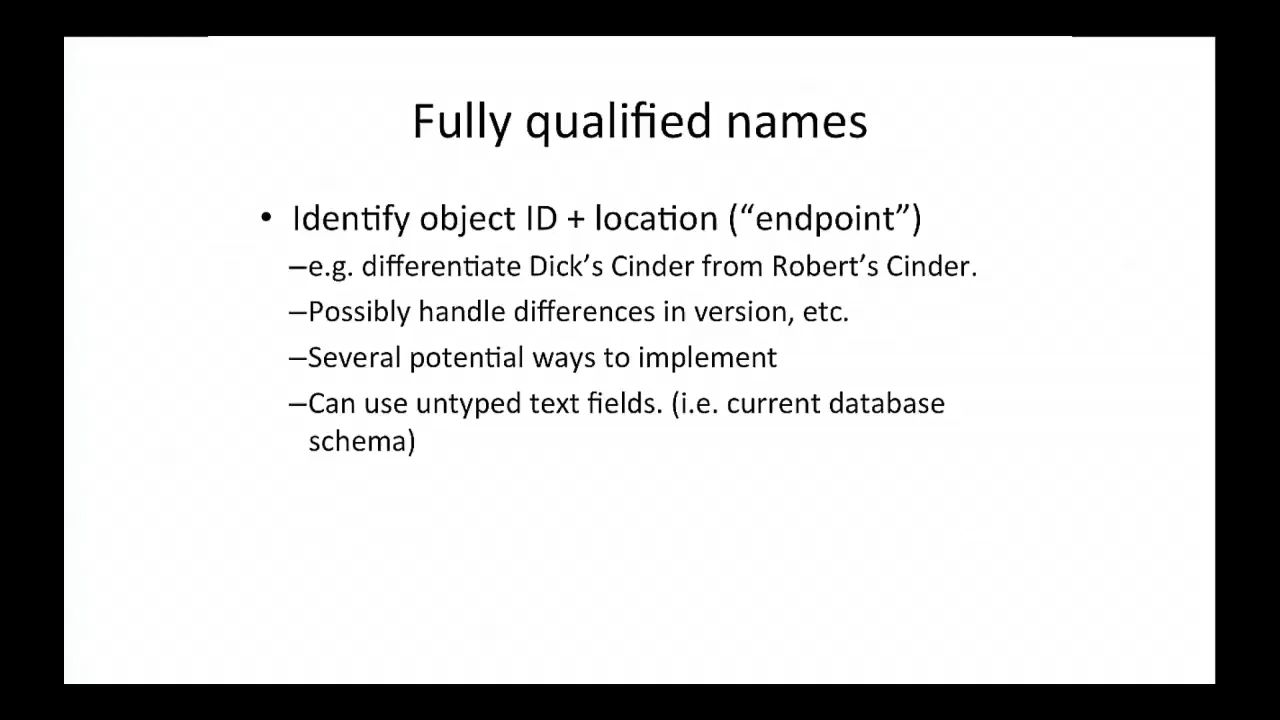 Fully qualified names
• Identify object ID + location (“endpoint”)
–e.g. differentiate Dick’s Cinder from Robert’s Cinder.
–Possibly handle differences in version, etc.
–Several potential ways to implement
–Can use untyped text fields. (i.e. current database
schema)